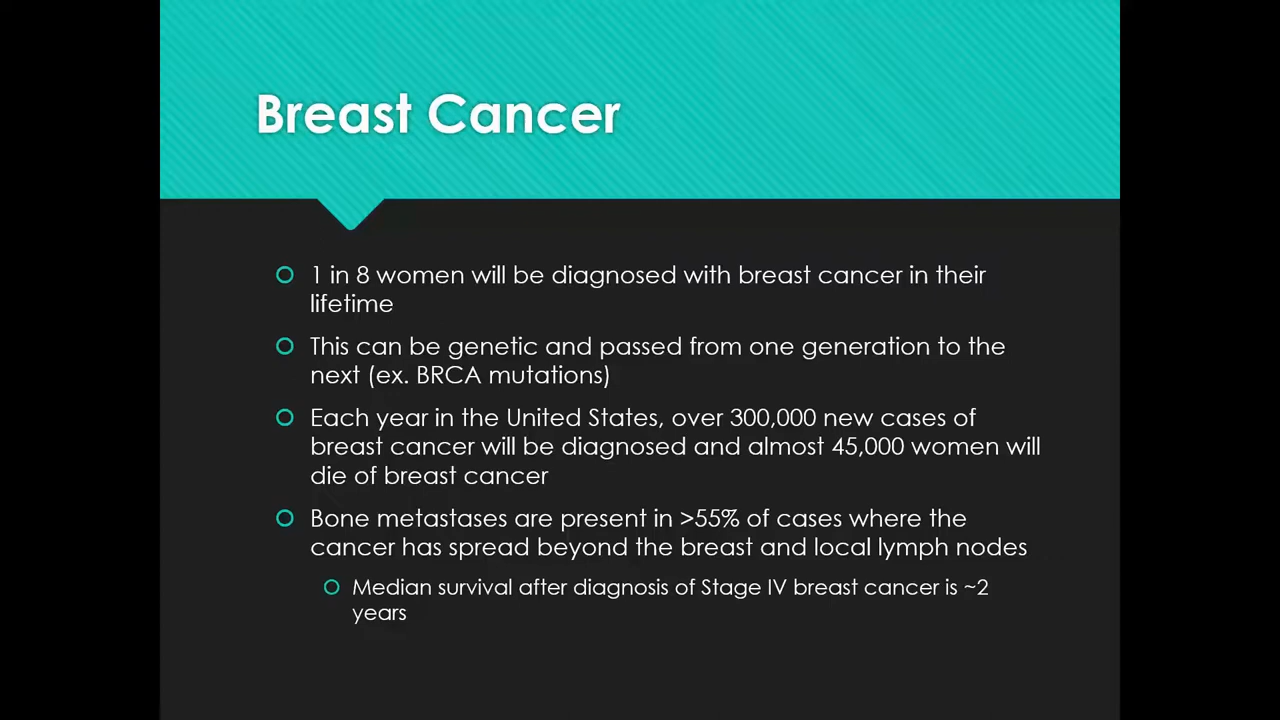 Breast Cancer
1 in 8 women will be diagnosed with breast cancer in their
lifetime
This can be genetic and passed from one generation to the
next (ex. BRCA mutations)
Each year in the United States, over 300,000 new cases of
breast cancer will be diagnosed and almost 45,000 women will
die of breast cancer
Bone metastases are present in >55% of cases where the
cancer has spread beyond the breast and local lymph nodes
Median survival after diagnosis of Stage IV breast cancer is ~2
years